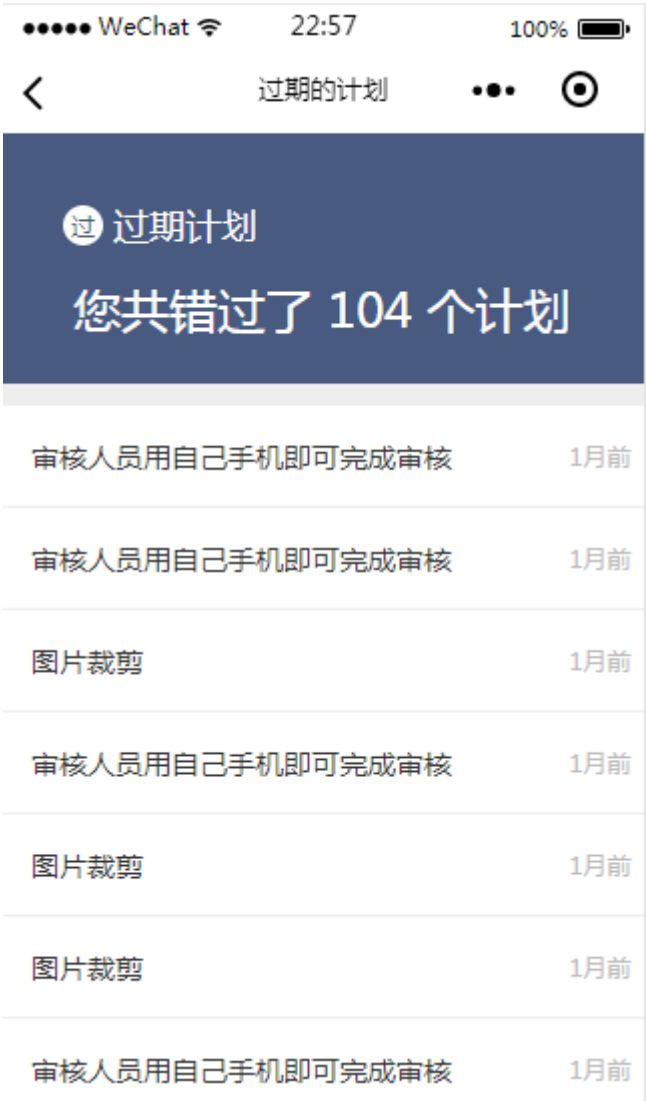 WeChat 22:57 100%
过期的计划
过 过期计划
您共错过了 104 个计划
审核人员用自己手机即可完成审核 1月前
审核人员用自己手机即可完成审核 1月前
图片裁剪 1月前
审核人员用自己手机即可完成审核 1月前
图片裁剪 1月前
图片裁剪 1月前
审核人员用自己手机即可完成审核 1月前